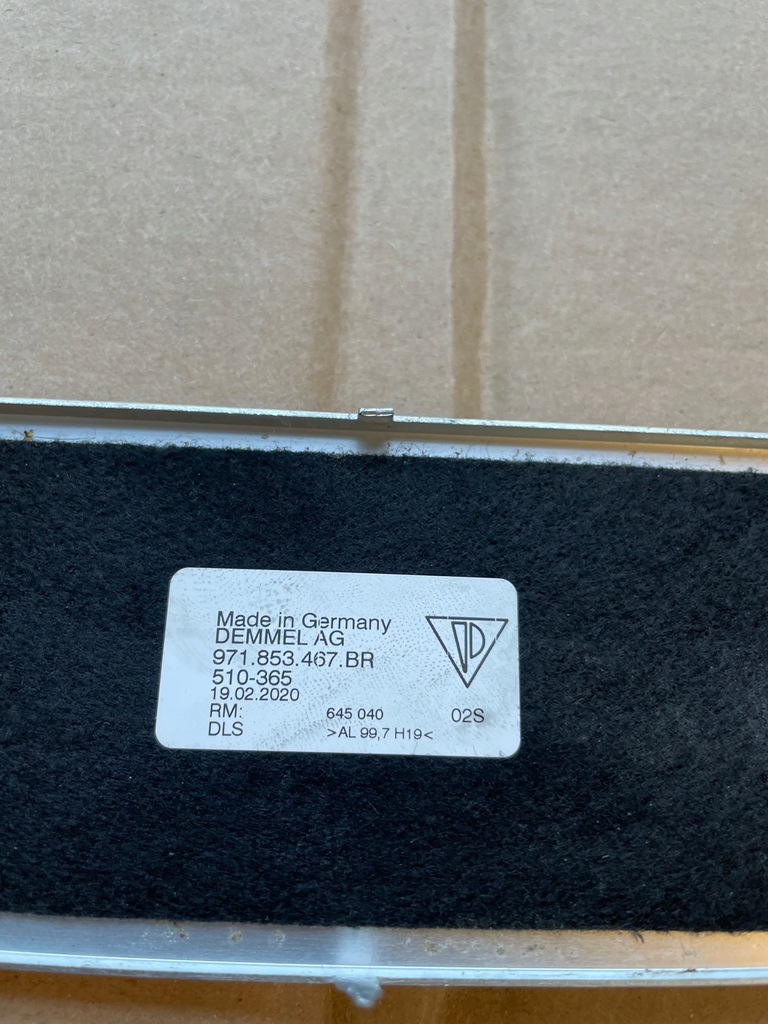 Made in Germany
DEMMEL AG
971.853.467.BR
510-365
19.02.2020
RM: 645 040 02S
DLS >AL 99,7 H19<